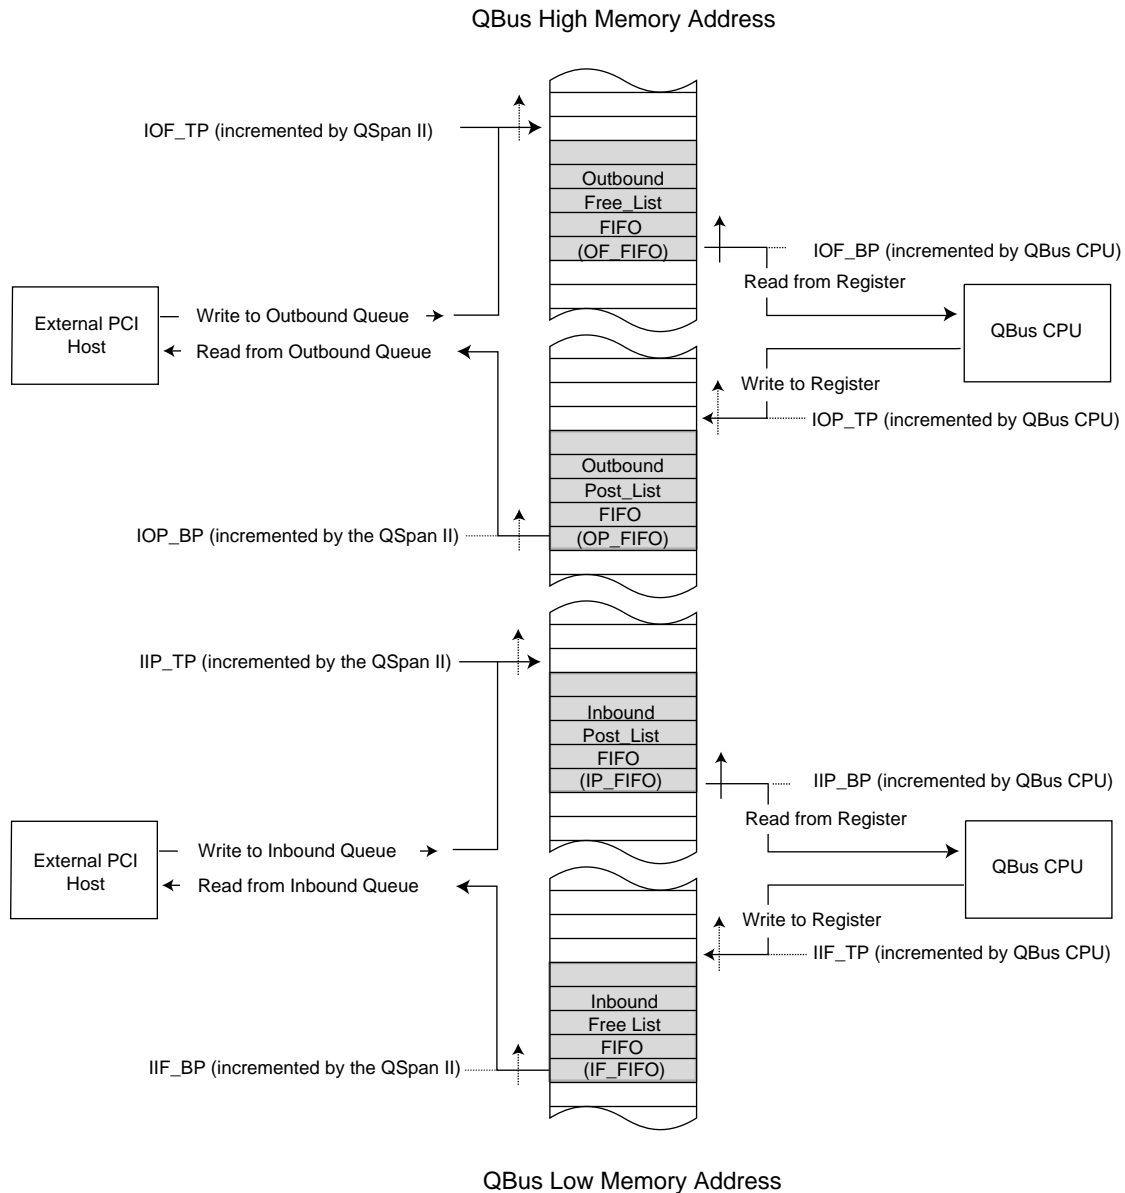 QBus High Memory Address
IOF_TP (incremented by QSpan II)
Outbound
Free_List
FIFO
(OF_FIFO)
IOF_BP (incremented by QBus CPU)
Read from Register
External PCI
Host
Write to Outbound Queue
Read from Outbound Queue
QBus CPU
Write to Register
IOP_TP (incremented by QBus CPU)
Outbound
Post_List
FIFO
(OP_FIFO)
IOP_BP (incremented by the QSpan II)
IIP_TP (incremented by the QSpan II)
Inbound
Post_List
FIFO
(IP_FIFO)
IIP_BP (incremented by QBus CPU)
Read from Register
External PCI
Host
Write to Inbound Queue
Read from Inbound Queue
QBus CPU
Write to Register
IIF_TP (incremented by QBus CPU)
Inbound
Free List
FIFO
(IF_FIFO)
IIF_BP (incremented by the QSpan II)
QBus Low Memory Address